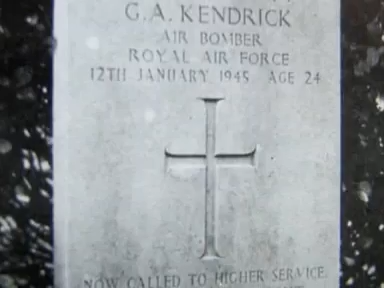 G. A. KENDRICK
AIR BOMBER
ROYAL AIR FORCE
12TH JANUARY 1945 AGE 24
NOW CALLED TO HIGHER SERVICE.